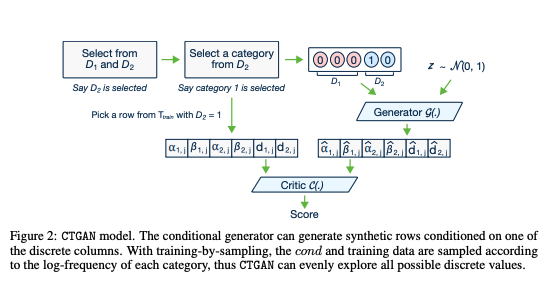 Select from
D₁ and D₂
Select a category
from D₂
0 0 0 1 0
D₁ D₂
z ~ 𝒩(0, 1)
Say D₂ is selected
Say category 1 is selected
Pick a row from T_train with D₂ = 1
Generator 𝒢(.)
α₁,ⱼ β₁,ⱼ α₂,ⱼ β₂,ⱼ d₁,ⱼ d₂,ⱼ
α̂₁,ⱼ β̂₁,ⱼ α̂₂,ⱼ β̂₂,ⱼ d̂₁,ⱼ d̂₂,ⱼ
Critic 𝒞(.)
Score
Figure 2: CTGAN model. The conditional generator can generate synthetic rows conditioned on one of
the discrete columns. With training-by-sampling, the cond and training data are sampled according
to the log-frequency of each category, thus CTGAN can evenly explore all possible discrete values.